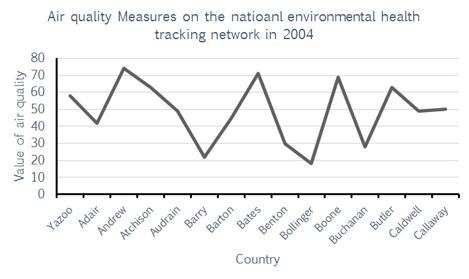 Air quality Measures on the natioanl environmental health
tracking network in 2004
Value of air quality
80
70
60
50
40
30
20
10
0
Yazoo
Adair
Andrew
Atchison
Audrain
Barry
Barton
Bates
Benton
Bollinger
Boone
Buchanan
Butler
Caldwell
Callaway
Country